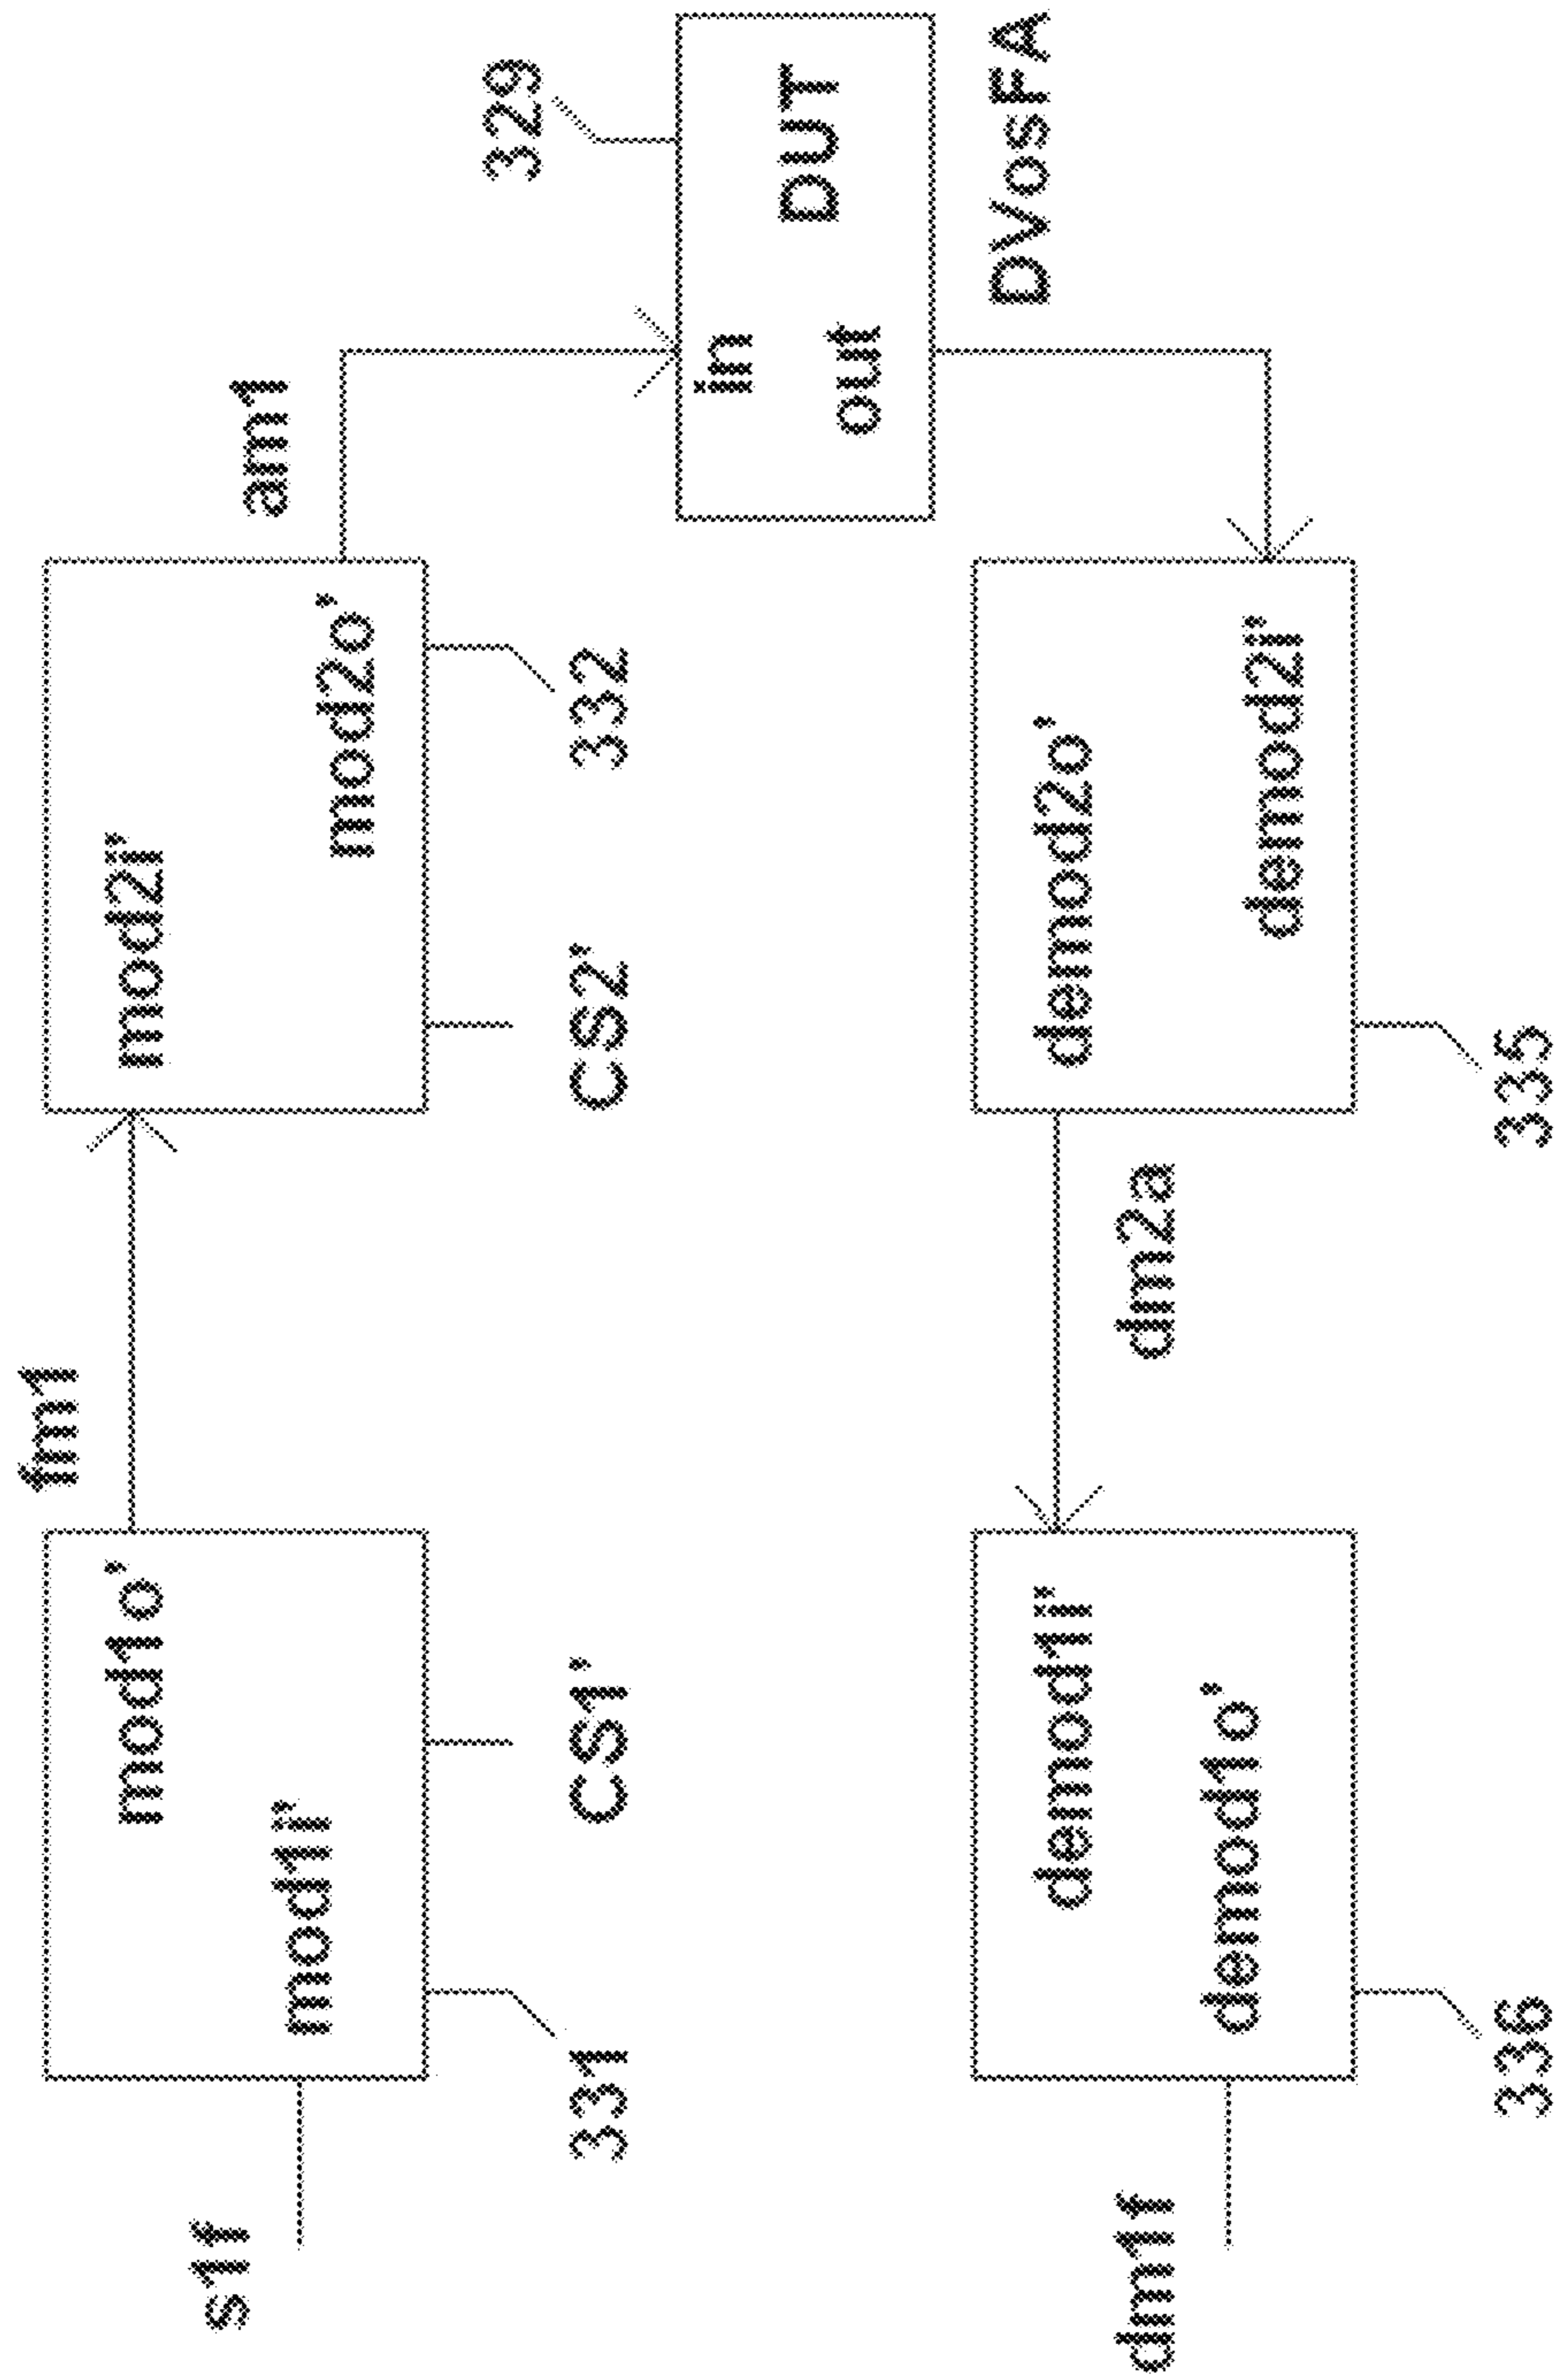 s1f
mod1i'
mod1o'
331
CS1'
fm1
mod2i'
mod2o'
CS2'
332
am1
329
in
out
DUT
DVosFA
demod2o'
demod2i'
335
dm2a
demod1i'
demod1o'
336
dm1f